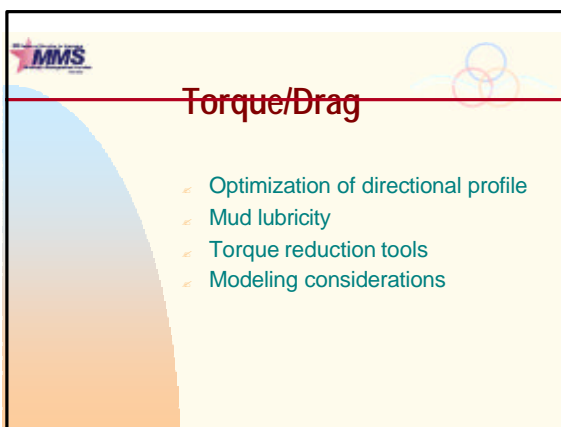 MMS
Torque/Drag
Optimization of directional profile
Mud lubricity
Torque reduction tools
Modeling considerations